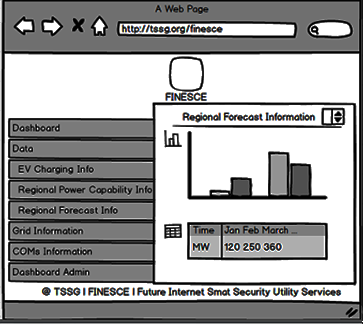 A Web Page
http://tssg.org/finesce
FINESCE
Regional Forecast Information
Dashboard
Data
EV Charging Info
Regional Power Capability Info
Regional Forecast Info
Grid Information
COMs Information
Dashboard Admin
Time Jan Feb March ...
MW 120 250 360
@ TSSG I FINESCE I Future Internet Smat Security Utility Services